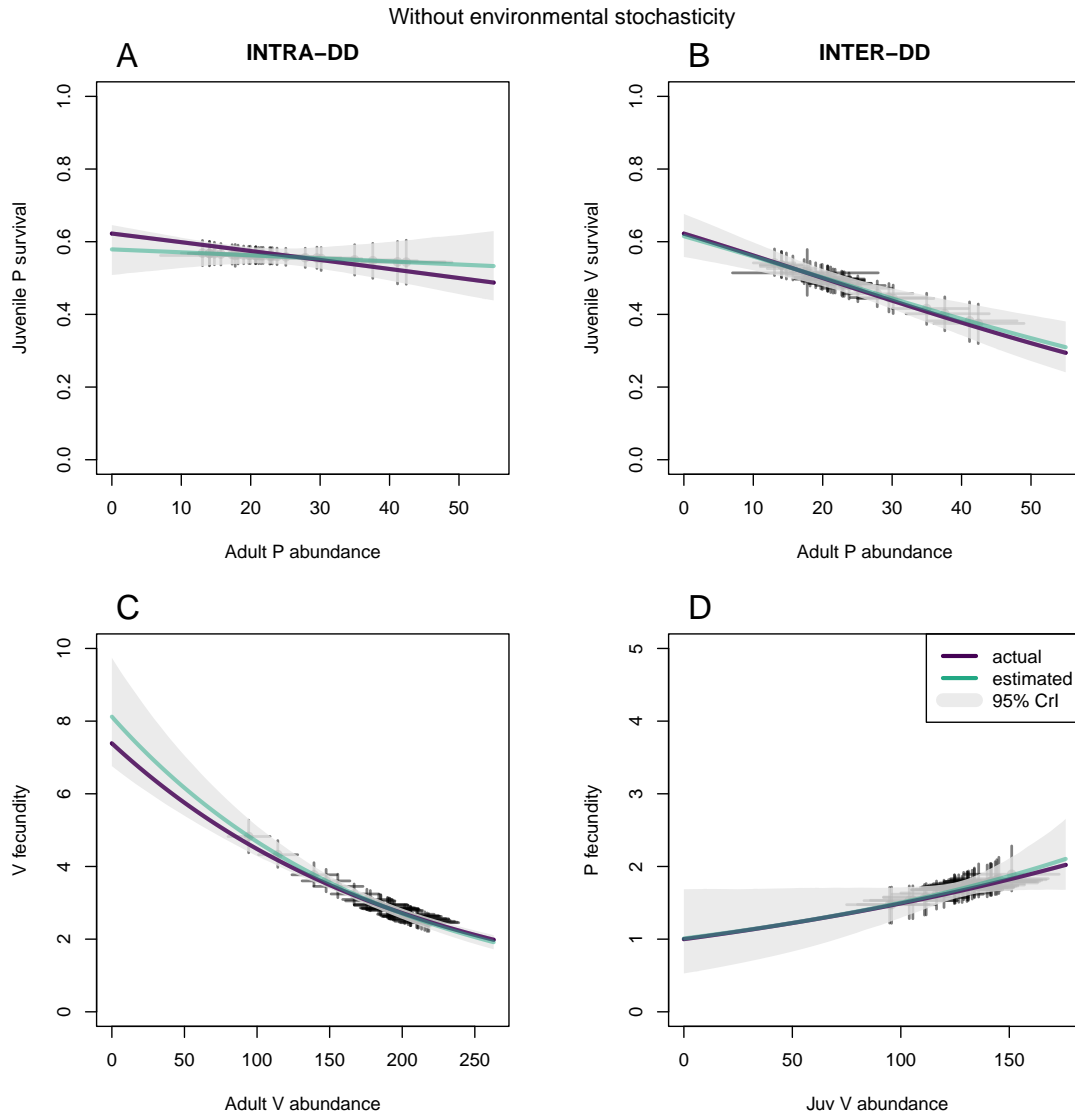 Without environmental stochasticity
A INTRA−DD
B INTER−DD
Juvenile P survival
0.0 0.2 0.4 0.6 0.8 1.0
0 10 20 30 40 50
Adult P abundance
Juvenile V survival
0.0 0.2 0.4 0.6 0.8 1.0
0 10 20 30 40 50
Adult P abundance
C
V fecundity
0 2 4 6 8 10
0 50 100 150 200 250
Adult V abundance
D
P fecundity
0 1 2 3 4 5
0 50 100 150
Juv V abundance
actual
estimated
95% CrI